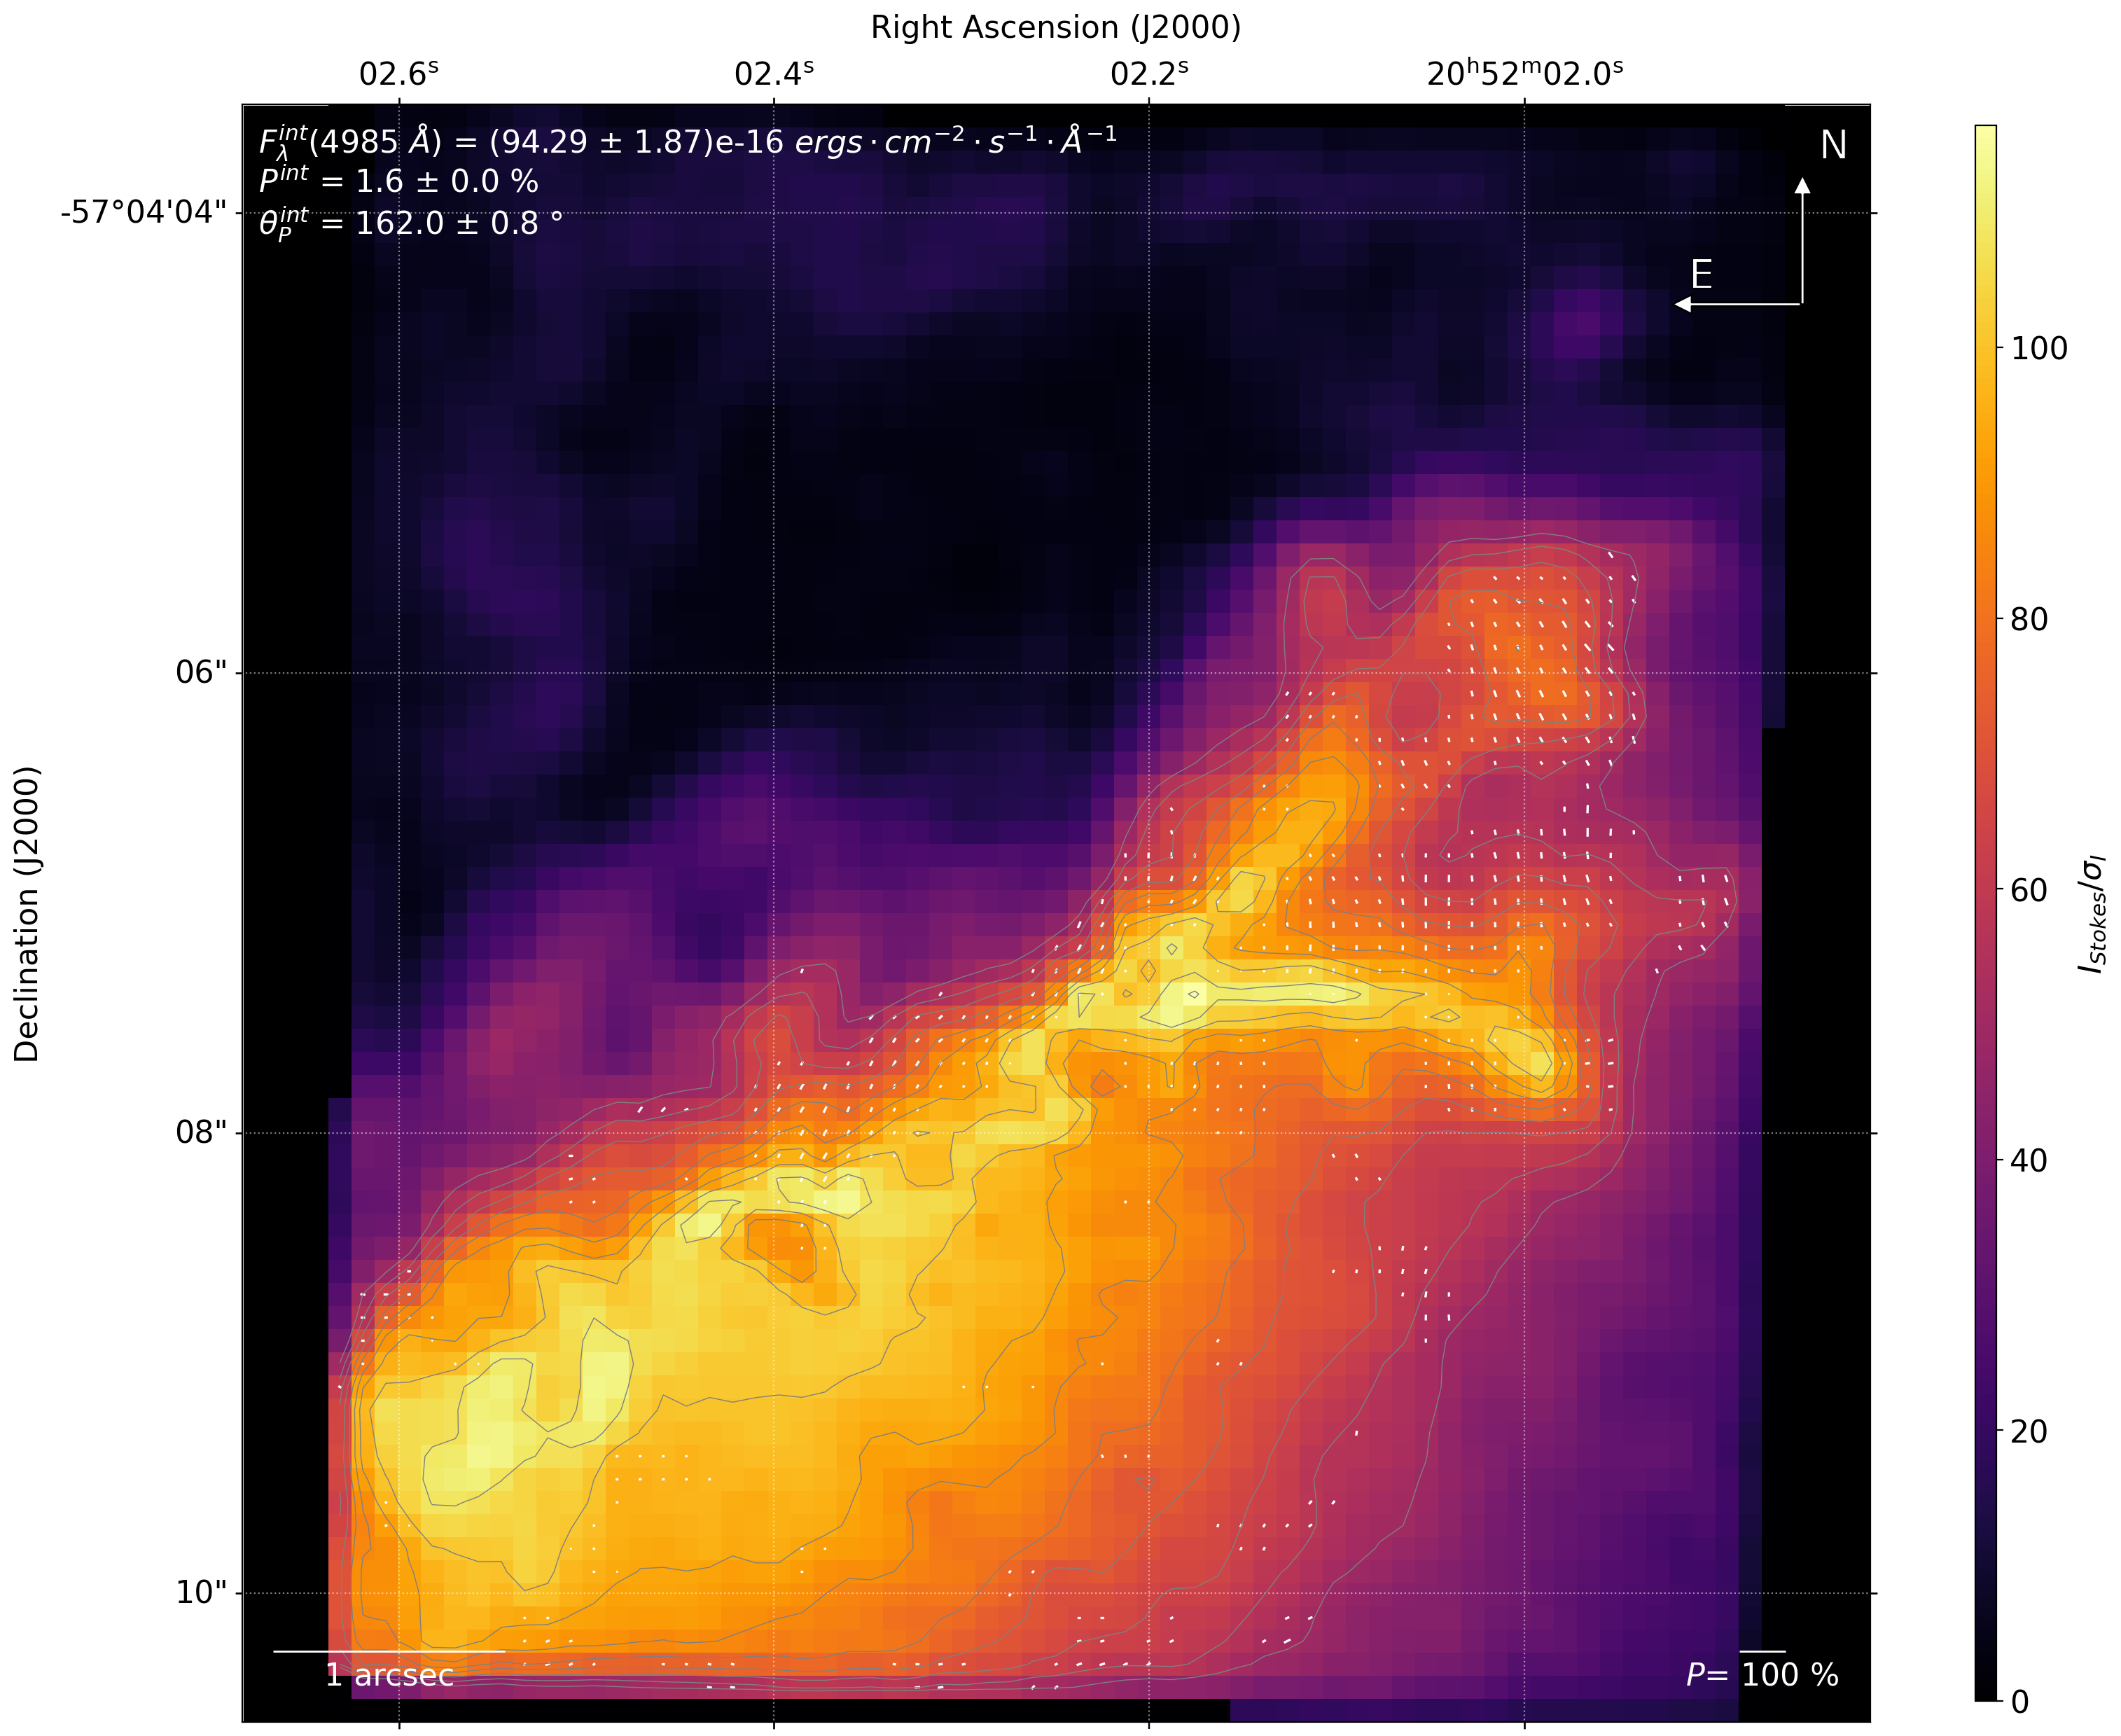 Right Ascension (J2000)
02.6s 02.4s 02.2s 20h52m02.0s
F_λ^int(4985 Å) = (94.29 ± 1.87)e-16 ergs · cm−2 · s−1 · Å−1
P^int = 1.6 ± 0.0 %
θ_P^int = 162.0 ± 0.8 °
N
E
-57°04'04"
06"
08"
10"
Declination (J2000)
1 arcsec
P= 100 %
100
80
60
40
20
0
I_Stokes/σ_I